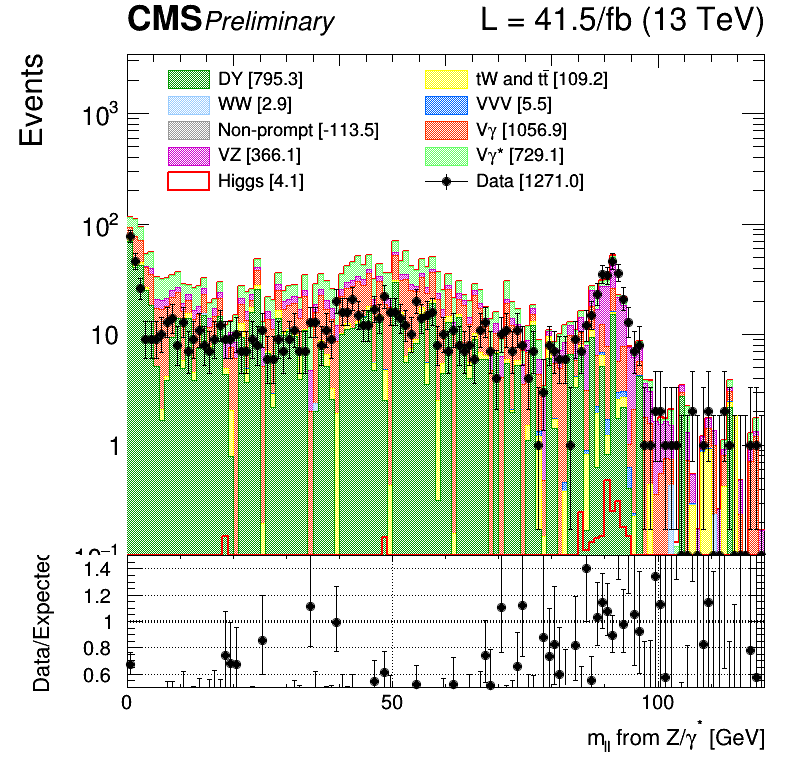 CMS Preliminary L = 41.5/fb (13 TeV)
Events
DY [795.3] tW and tt̄ [109.2]
WW [2.9] VVV [5.5]
Non-prompt [-113.5] Vγ [1056.9]
VZ [366.1] Vγ* [729.1]
Higgs [4.1] Data [1271.0]
10³
10²
10
1
10⁻¹
Data/Expected
1.4
1.2
1
0.8
0.6
0 50 100
m_ll from Z/γ* [GeV]